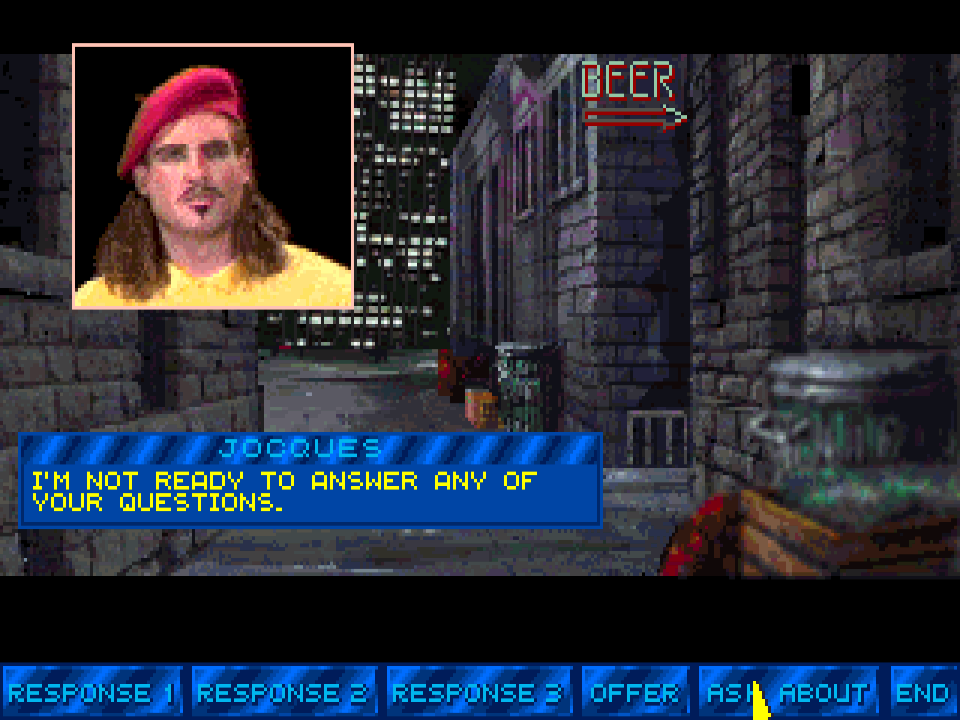 BEER
JOCQUES
I'M NOT READY TO ANSWER ANY OF
YOUR QUESTIONS.
RESPONSE 1 RESPONSE 2 RESPONSE 3 OFFER ASK ABOUT END